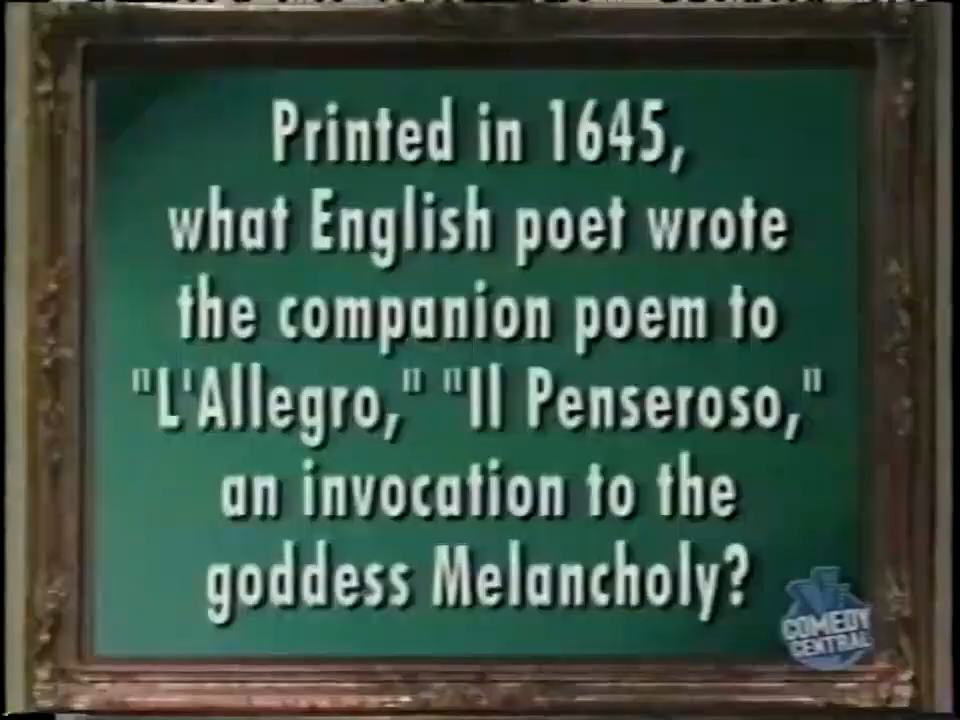 Printed in 1645,
what English poet wrote
the companion poem to
"L'Allegro," "Il Penseroso,"
an invocation to the
goddess Melancholy?
COMEDY
CENTRAL